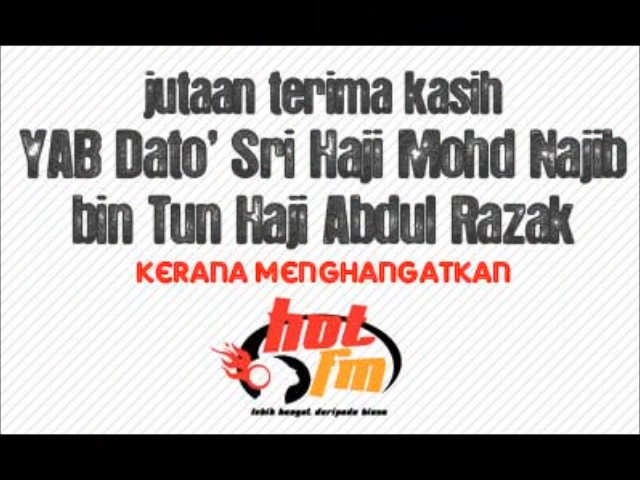 jutaan terima kasih
YAB Dato' Sri Haji Mohd Najib
bin Tun Haji Abdul Razak
KERANA MENGHANGATKAN
hot
fm
lebih hangat daripada biasa